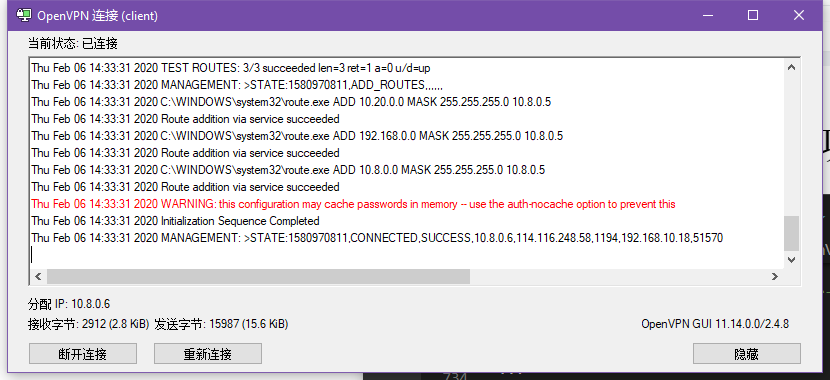 OpenVPN 连接 (client)
当前状态: 已连接
Thu Feb 06 14:33:31 2020 TEST ROUTES: 3/3 succeeded len=3 ret=1 a=0 u/d=up
Thu Feb 06 14:33:31 2020 MANAGEMENT: >STATE:1580970811,ADD_ROUTES,,,,,,
Thu Feb 06 14:33:31 2020 C:\WINDOWS\system32\route.exe ADD 10.20.0.0 MASK 255.255.255.0 10.8.0.5
Thu Feb 06 14:33:31 2020 Route addition via service succeeded
Thu Feb 06 14:33:31 2020 C:\WINDOWS\system32\route.exe ADD 192.168.0.0 MASK 255.255.255.0 10.8.0.5
Thu Feb 06 14:33:31 2020 Route addition via service succeeded
Thu Feb 06 14:33:31 2020 C:\WINDOWS\system32\route.exe ADD 10.8.0.0 MASK 255.255.255.0 10.8.0.5
Thu Feb 06 14:33:31 2020 Route addition via service succeeded
Thu Feb 06 14:33:31 2020 WARNING: this configuration may cache passwords in memory -- use the auth-nocache option to prevent this
Thu Feb 06 14:33:31 2020 Initialization Sequence Completed
Thu Feb 06 14:33:31 2020 MANAGEMENT: >STATE:1580970811,CONNECTED,SUCCESS,10.8.0.6,114.116.248.58,1194,192.168.10.18,51570
分配 IP: 10.8.0.6
接收字节: 2912 (2.8 KiB) 发送字节: 15987 (15.6 KiB)
OpenVPN GUI 11.14.0.0/2.4.8
断开连接
重新连接
隐藏